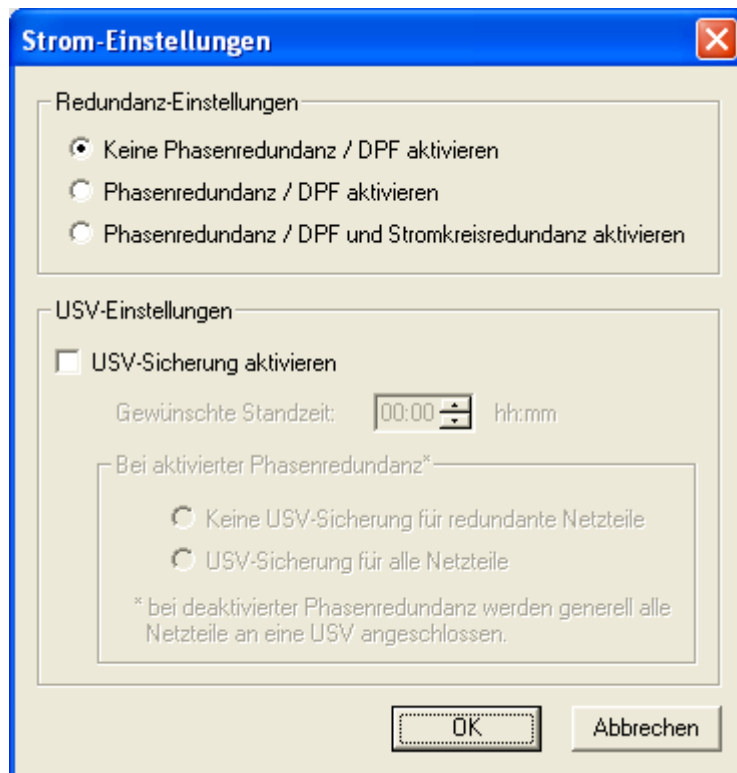 Strom-Einstellungen
Redundanz-Einstellungen
Keine Phasenredundanz / DPF aktivieren
Phasenredundanz / DPF aktivieren
Phasenredundanz / DPF und Stromkreisredundanz aktivieren
USV-Einstellungen
USV-Sicherung aktivieren
Gewünschte Standzeit: 00:00 hh:mm
Bei aktivierter Phasenredundanz*
Keine USV-Sicherung für redundante Netzteile
USV-Sicherung für alle Netzteile
* bei deaktivierter Phasenredundanz werden generell alle
Netzteile an eine USV angeschlossen.
OK Abbrechen